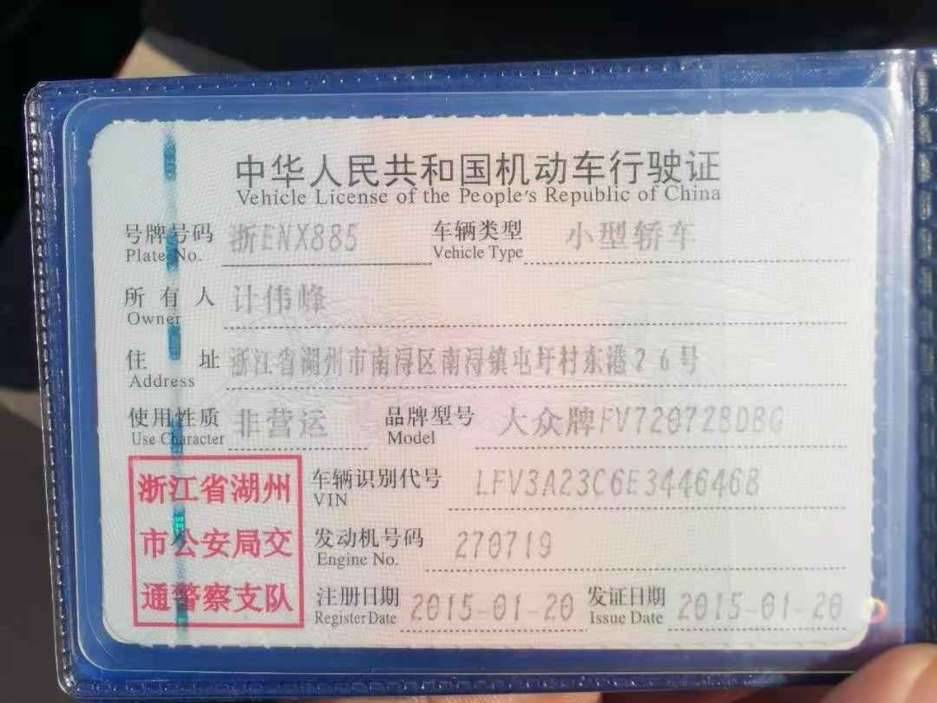 中华人民共和国机动车行驶证
Vehicle License of the People's Republic of China
号牌号码 浙ENX885 车辆类型 小型轿车
Plate No. Vehicle Type
所有人 计伟峰
Owner
住址 浙江省湖州市南浔区南浔镇屯圩村东港26号
Address
使用性质 非营运 品牌型号 大众牌FV7207BDBG
Use Character Model
浙江省湖州 车辆识别代号 LFV3A23C6E3446468
VIN
市公安局交 发动机号码 270719
Engine No.
通警察支队 注册日期 2015-01-20 发证日期 2015-01-20
Register Date Issue Date